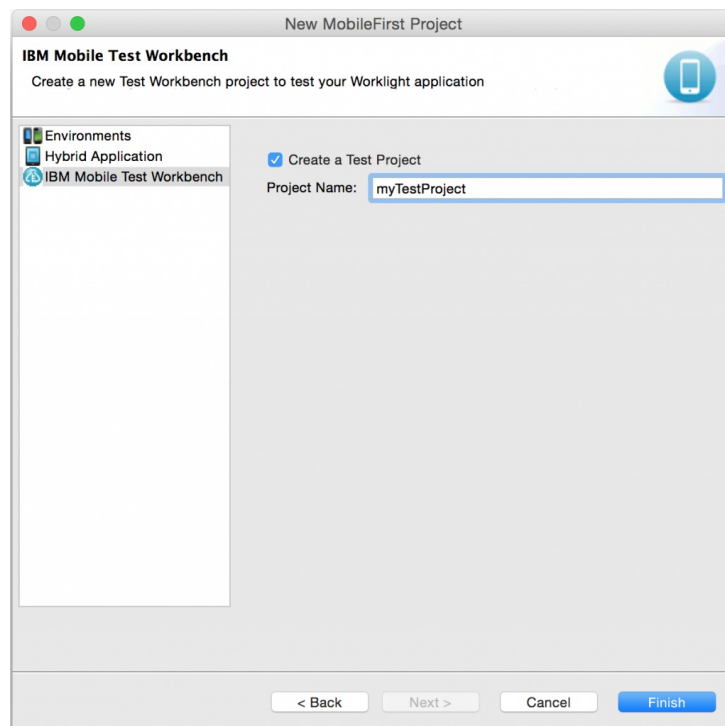 New MobileFirst Project
IBM Mobile Test Workbench
Create a new Test Workbench project to test your Worklight application
Environments
Hybrid Application
IBM Mobile Test Workbench
Create a Test Project
Project Name: myTestProject
< Back Next > Cancel Finish